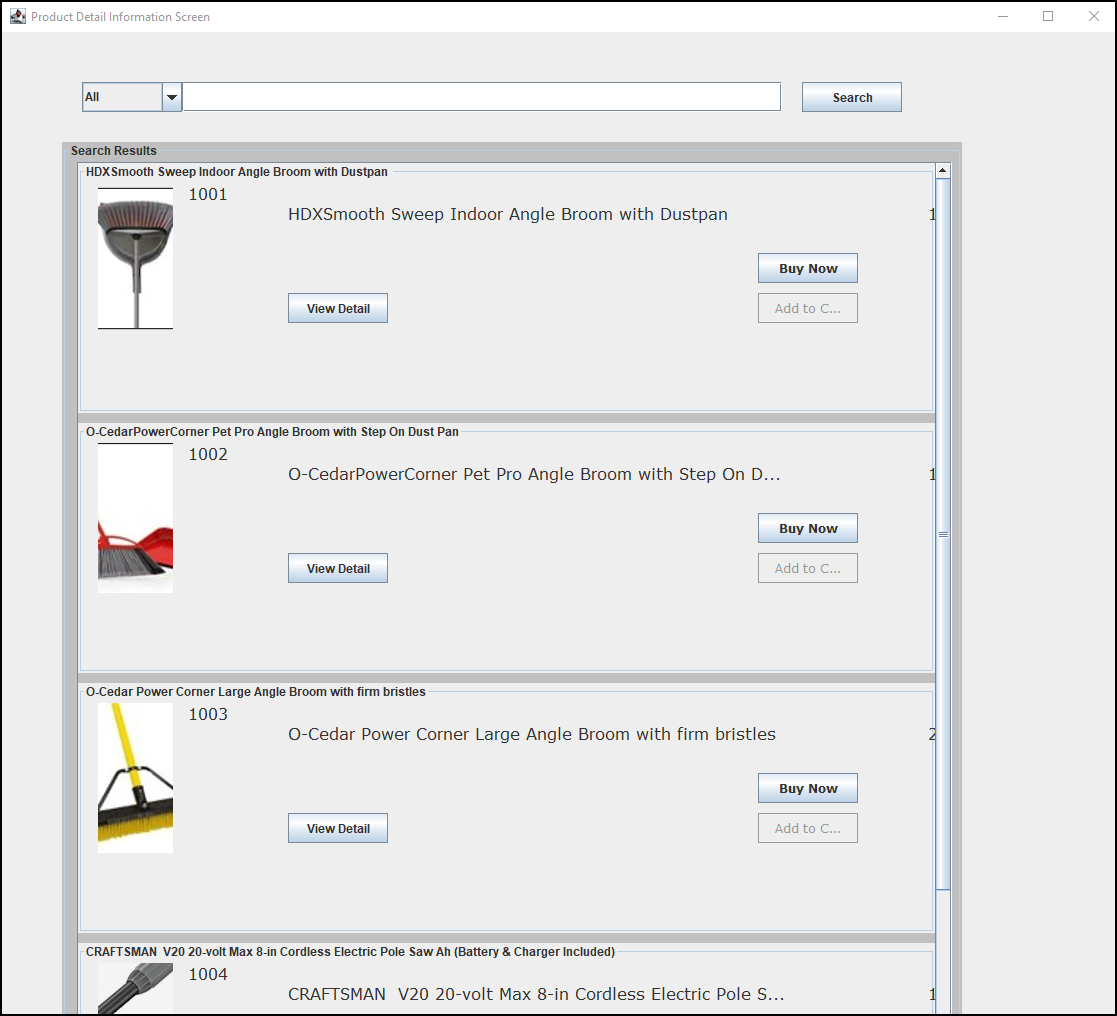 Product Detail Information Screen
All
Search
Search Results
HDXSmooth Sweep Indoor Angle Broom with Dustpan
1001
HDXSmooth Sweep Indoor Angle Broom with Dustpan 1
Buy Now
View Detail Add to C...
O-CedarPowerCorner Pet Pro Angle Broom with Step On Dust Pan
1002
O-CedarPowerCorner Pet Pro Angle Broom with Step On D... 1
Buy Now
View Detail Add to C...
O-Cedar Power Corner Large Angle Broom with firm bristles
1003
O-Cedar Power Corner Large Angle Broom with firm bristles 2
Buy Now
View Detail Add to C...
CRAFTSMAN  V20 20-volt Max 8-in Cordless Electric Pole Saw Ah (Battery & Charger Included)
1004
CRAFTSMAN  V20 20-volt Max 8-in Cordless Electric Pole S... 1